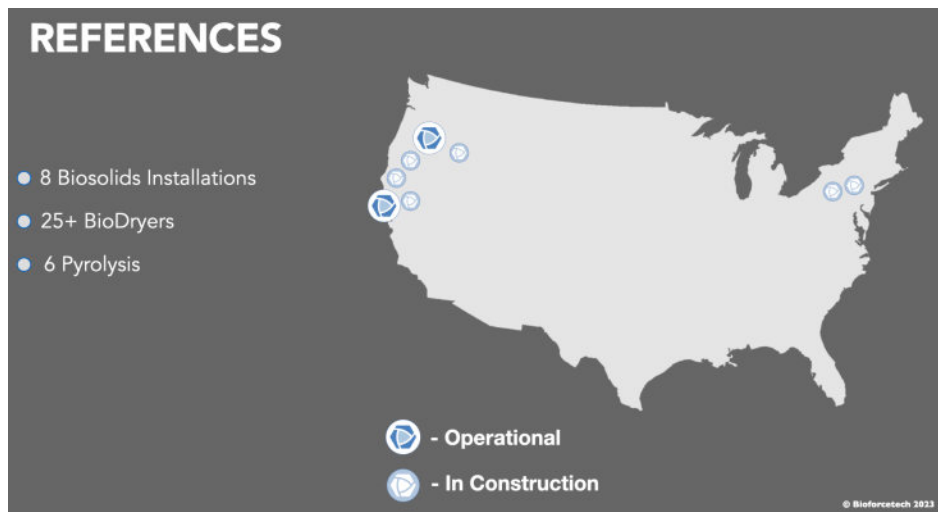 REFERENCES
8 Biosolids Installations
25+ BioDryers
6 Pyrolysis
- Operational
- In Construction
© Bioforcetech 2023